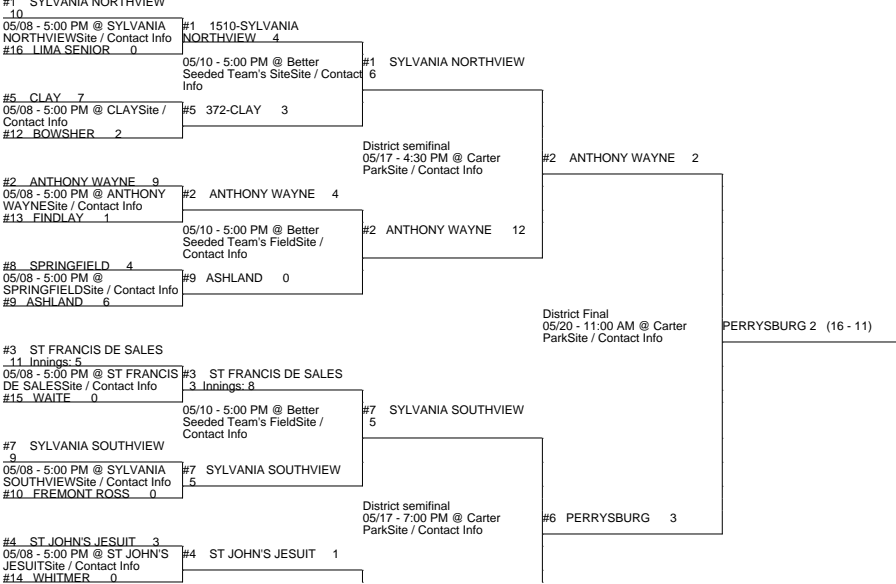 #1 SYLVANIA NORTHVIEW
10
05/08 - 5:00 PM @ SYLVANIA
NORTHVIEWSite / Contact Info
#16 LIMA SENIOR 0
#5 CLAY 7
05/08 - 5:00 PM @ CLAYSite /
Contact Info
#12 BOWSHER 2
#2 ANTHONY WAYNE 9
05/08 - 5:00 PM @ ANTHONY
WAYNESite / Contact Info
#13 FINDLAY 1
#8 SPRINGFIELD 4
05/08 - 5:00 PM @
SPRINGFIELDSite / Contact Info
#9 ASHLAND 6
#3 ST FRANCIS DE SALES
11 Innings: 5
05/08 - 5:00 PM @ ST FRANCIS
DE SALESSite / Contact Info
#15 WAITE 0
#7 SYLVANIA SOUTHVIEW
9
05/08 - 5:00 PM @ SYLVANIA
SOUTHVIEWSite / Contact Info
#10 FREMONT ROSS 0
#4 ST JOHN'S JESUIT 3
05/08 - 5:00 PM @ ST JOHN'S
JESUITSite / Contact Info
#14 WHITMER 0
#1 1510-SYLVANIA
NORTHVIEW 4
05/10 - 5:00 PM @ Better
Seeded Team's SiteSite / Contact
Info
#5 372-CLAY 3
#2 ANTHONY WAYNE 4
05/10 - 5:00 PM @ Better
Seeded Team's FieldSite /
Contact Info
#9 ASHLAND 0
#3 ST FRANCIS DE SALES
3 Innings: 8
05/10 - 5:00 PM @ Better
Seeded Team's FieldSite /
Contact Info
#7 SYLVANIA SOUTHVIEW
5
#4 ST JOHN'S JESUIT 1
#1 SYLVANIA NORTHVIEW
6
District semifinal
05/17 - 4:30 PM @ Carter
ParkSite / Contact Info
#2 ANTHONY WAYNE 12
#7 SYLVANIA SOUTHVIEW
5
District semifinal
05/17 - 7:00 PM @ Carter
ParkSite / Contact Info
#2 ANTHONY WAYNE 2
District Final
05/20 - 11:00 AM @ Carter
ParkSite / Contact Info
#6 PERRYSBURG 3
PERRYSBURG 2 (16 - 11)